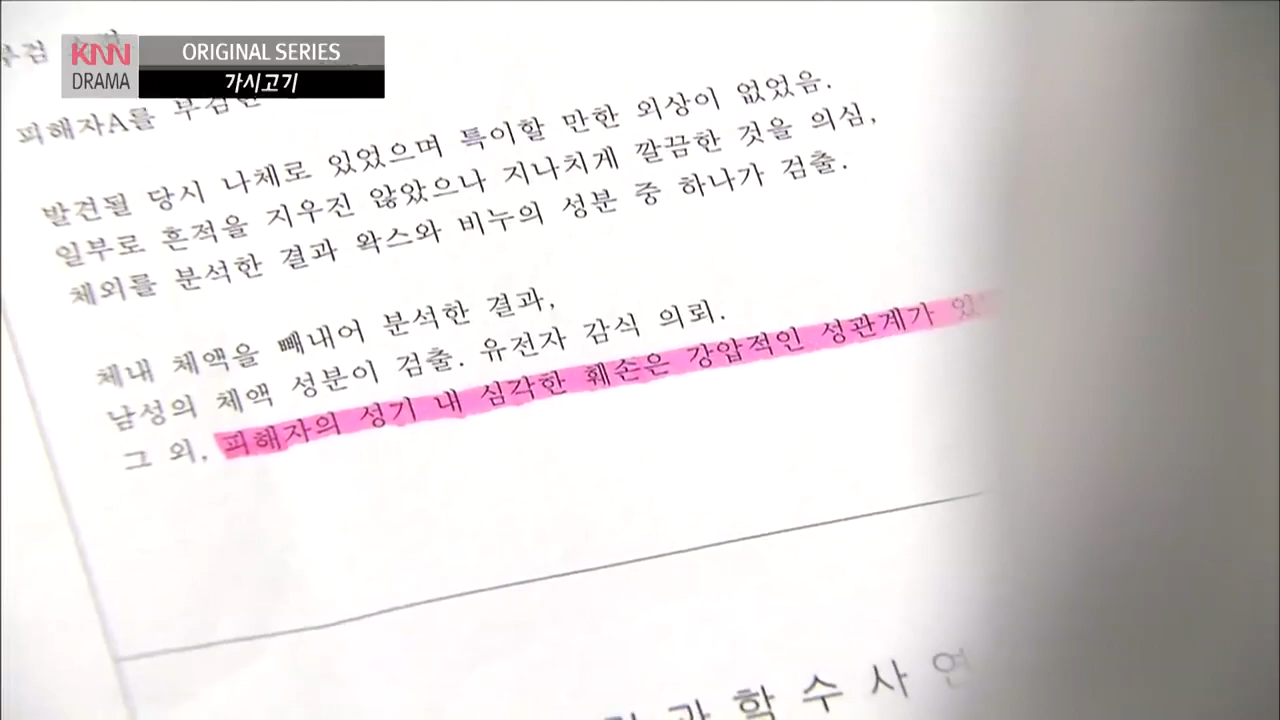 KNN
DRAMA
ORIGINAL SERIES
가시고기
피해자A를 부검한
발견될 당시 나체로 있었으며 특이할 만한 외상이 없었음.
일부로 흔적을 지우진 않았으나 지나치게 깔끔한 것을 의심,
체외를 분석한 결과 왁스와 비누의 성분 중 하나가 검출.
체내 체액을 빼내어 분석한 결과,
남성의 체액 성분이 검출. 유전자 감식 의뢰.
그 외, 피해자의 성기 내 심각한 훼손은 강압적인 성관계가 있
과학수사연